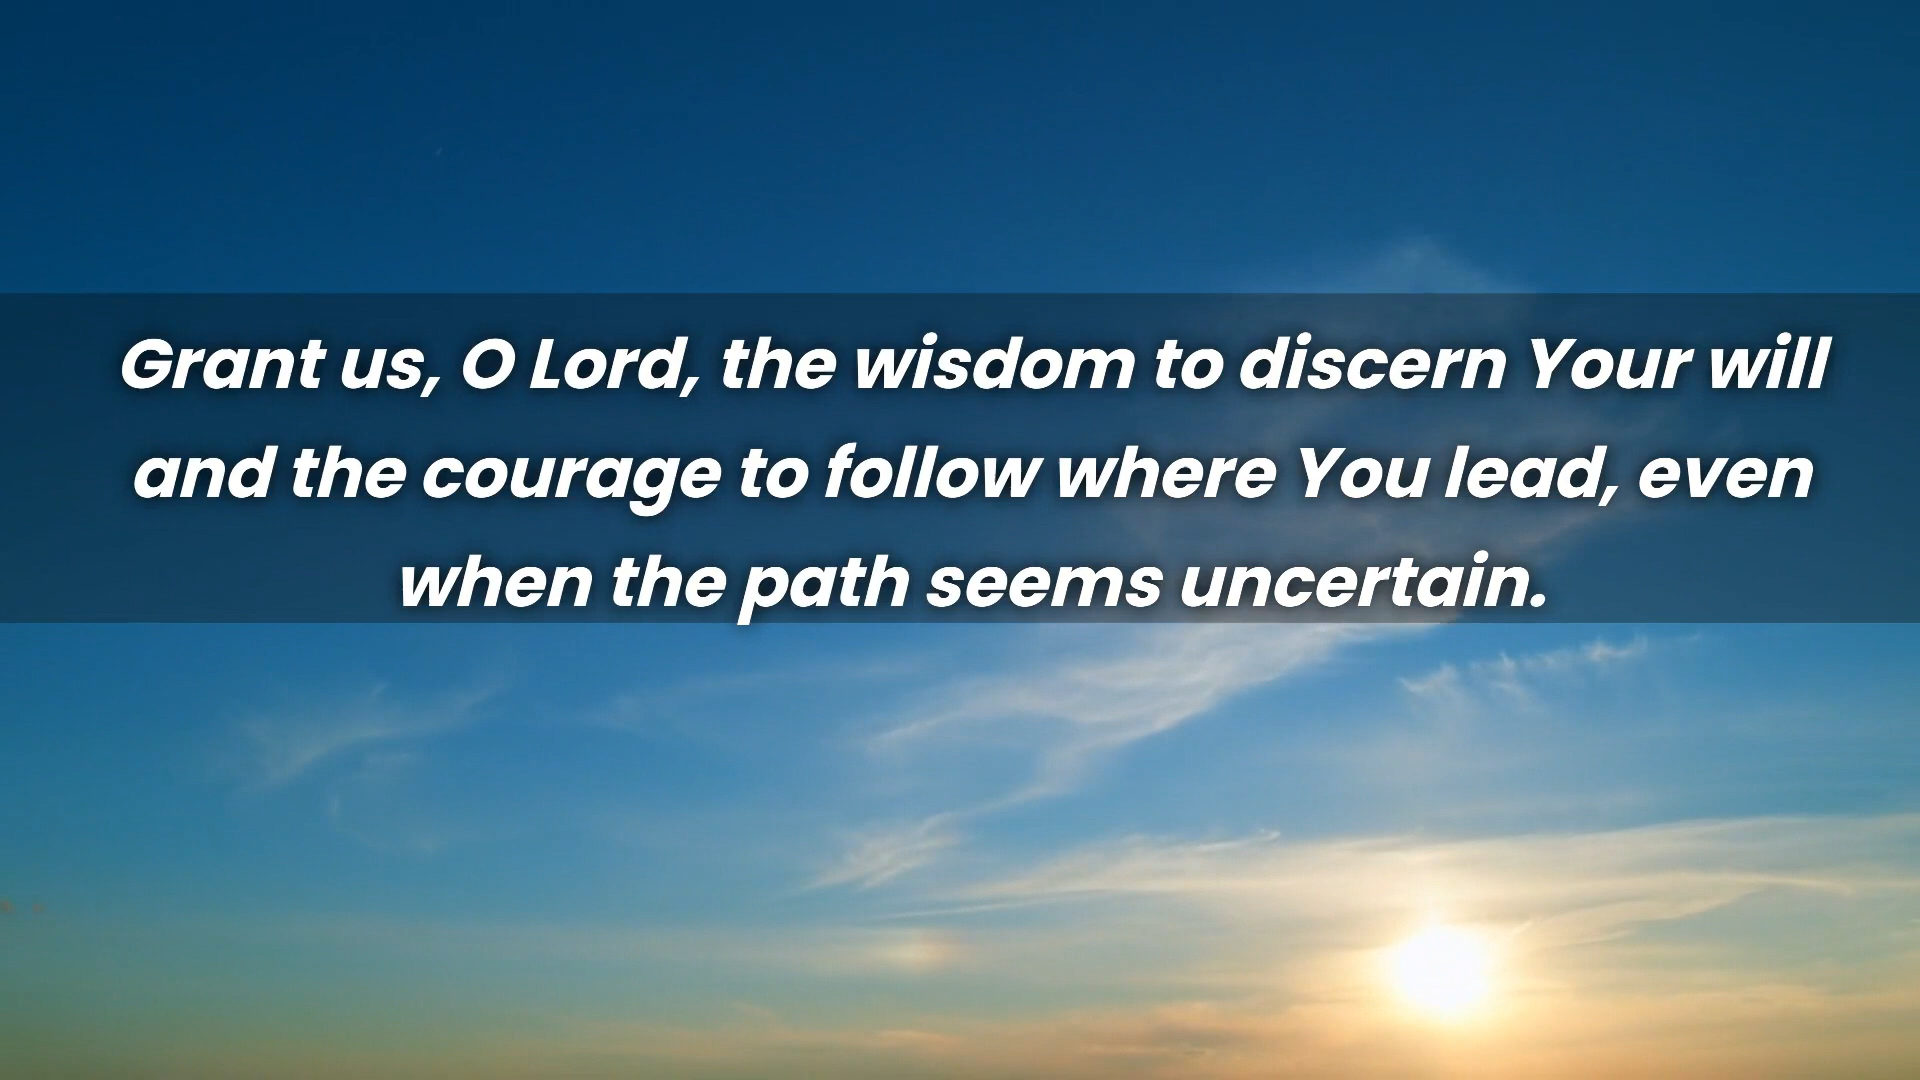 Grant us, O Lord, the wisdom to discern Your will
and the courage to follow where You lead, even
when the path seems uncertain.